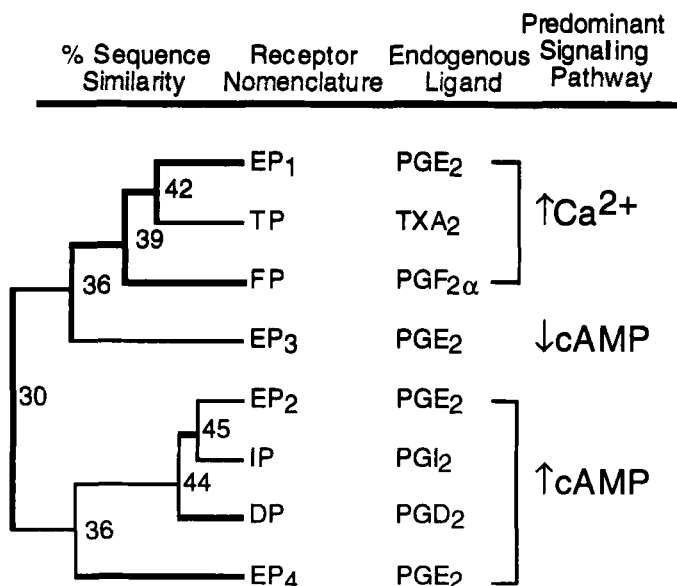 % Sequence Similarity
Receptor Nomenclature
Endogenous Ligand
Predominant Signaling Pathway
EP1 PGE2
42
TP TXA2
↑Ca2+
39
FP PGF2α
36
EP3 PGE2 ↓cAMP
30
EP2 PGE2
45
IP PGI2
↑cAMP
44
DP PGD2
36
EP4 PGE2